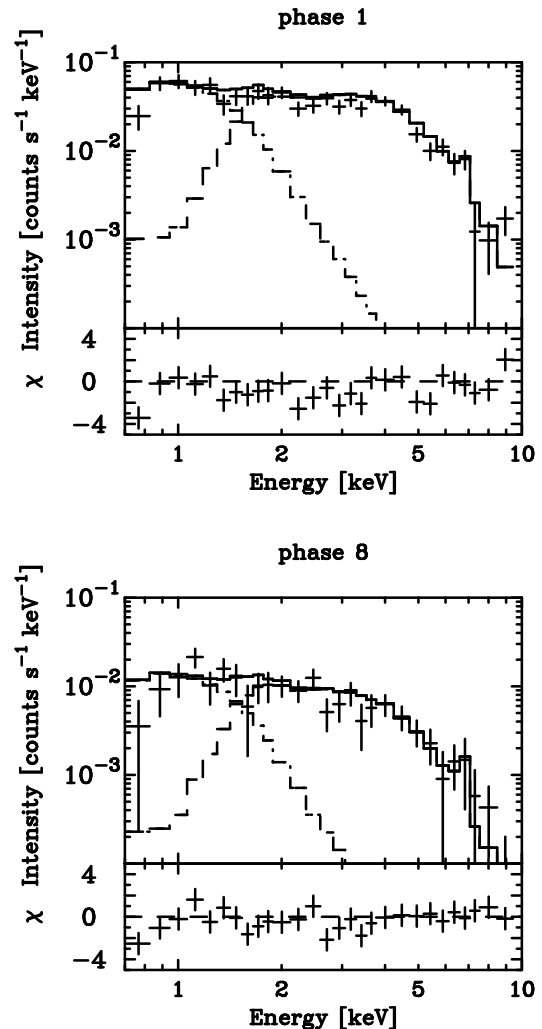 phase 1
χ Intensity [counts s⁻¹ keV⁻¹]
10⁻¹
10⁻²
10⁻³
4
0
−4
1 2 5 10
Energy [keV]
phase 8
χ Intensity [counts s⁻¹ keV⁻¹]
10⁻¹
10⁻²
10⁻³
4
0
−4
1 2 5 10
Energy [keV]